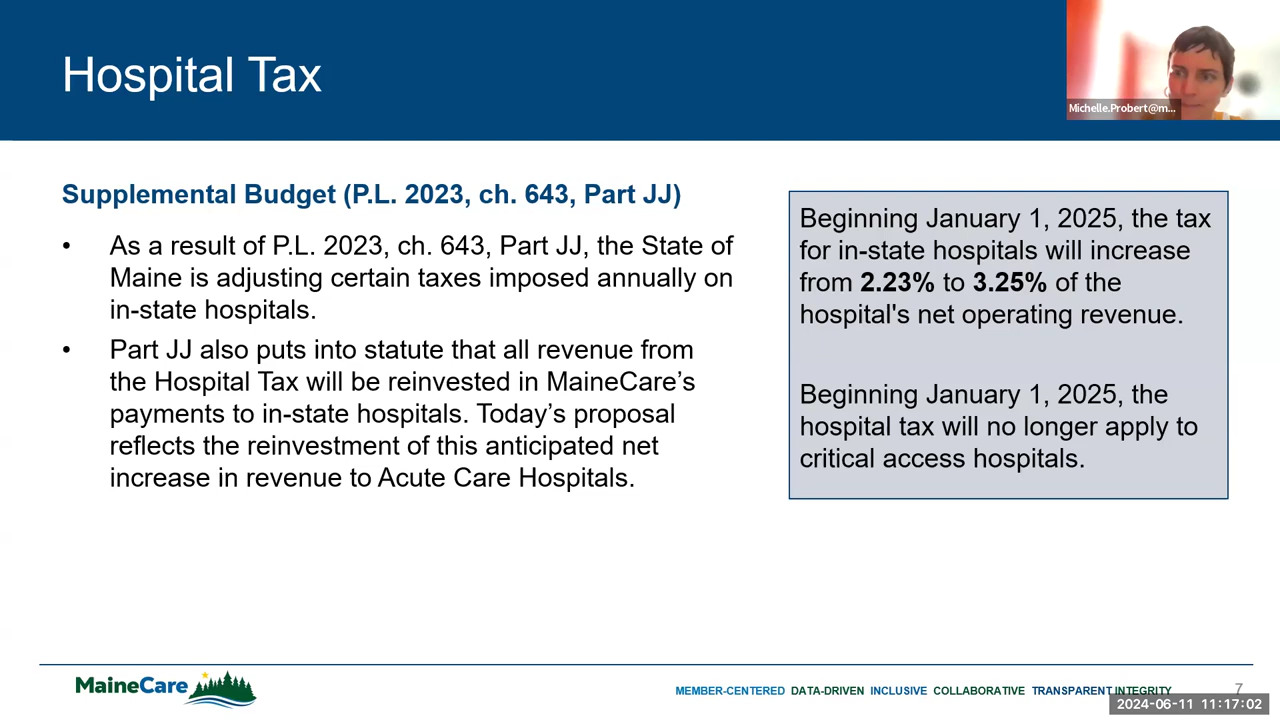 Hospital Tax
Michelle.Probert@m...
Supplemental Budget (P.L. 2023, ch. 643, Part JJ)
• As a result of P.L. 2023, ch. 643, Part JJ, the State of
Maine is adjusting certain taxes imposed annually on
in-state hospitals.
• Part JJ also puts into statute that all revenue from
the Hospital Tax will be reinvested in MaineCare’s
payments to in-state hospitals. Today’s proposal
reflects the reinvestment of this anticipated net
increase in revenue to Acute Care Hospitals.
Beginning January 1, 2025, the tax
for in-state hospitals will increase
from 2.23% to 3.25% of the
hospital's net operating revenue.
Beginning January 1, 2025, the
hospital tax will no longer apply to
critical access hospitals.
MaineCare
MEMBER-CENTERED DATA-DRIVEN INCLUSIVE COLLABORATIVE TRANSPARENT INTEGRITY
7
2024-06-11 11:17:02